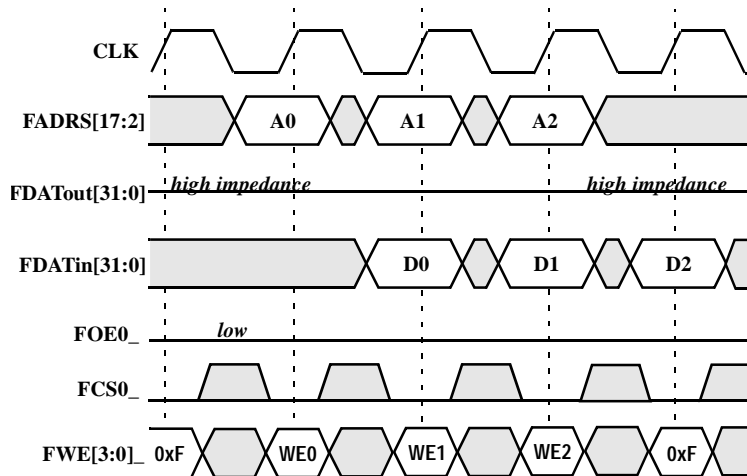 CLK
FADRS[17:2] A0 A1 A2
FDATout[31:0] high impedance high impedance
FDATin[31:0] D0 D1 D2
FOE0_ low
FCS0_
FWE[3:0]_ 0xF WE0 WE1 WE2 0xF